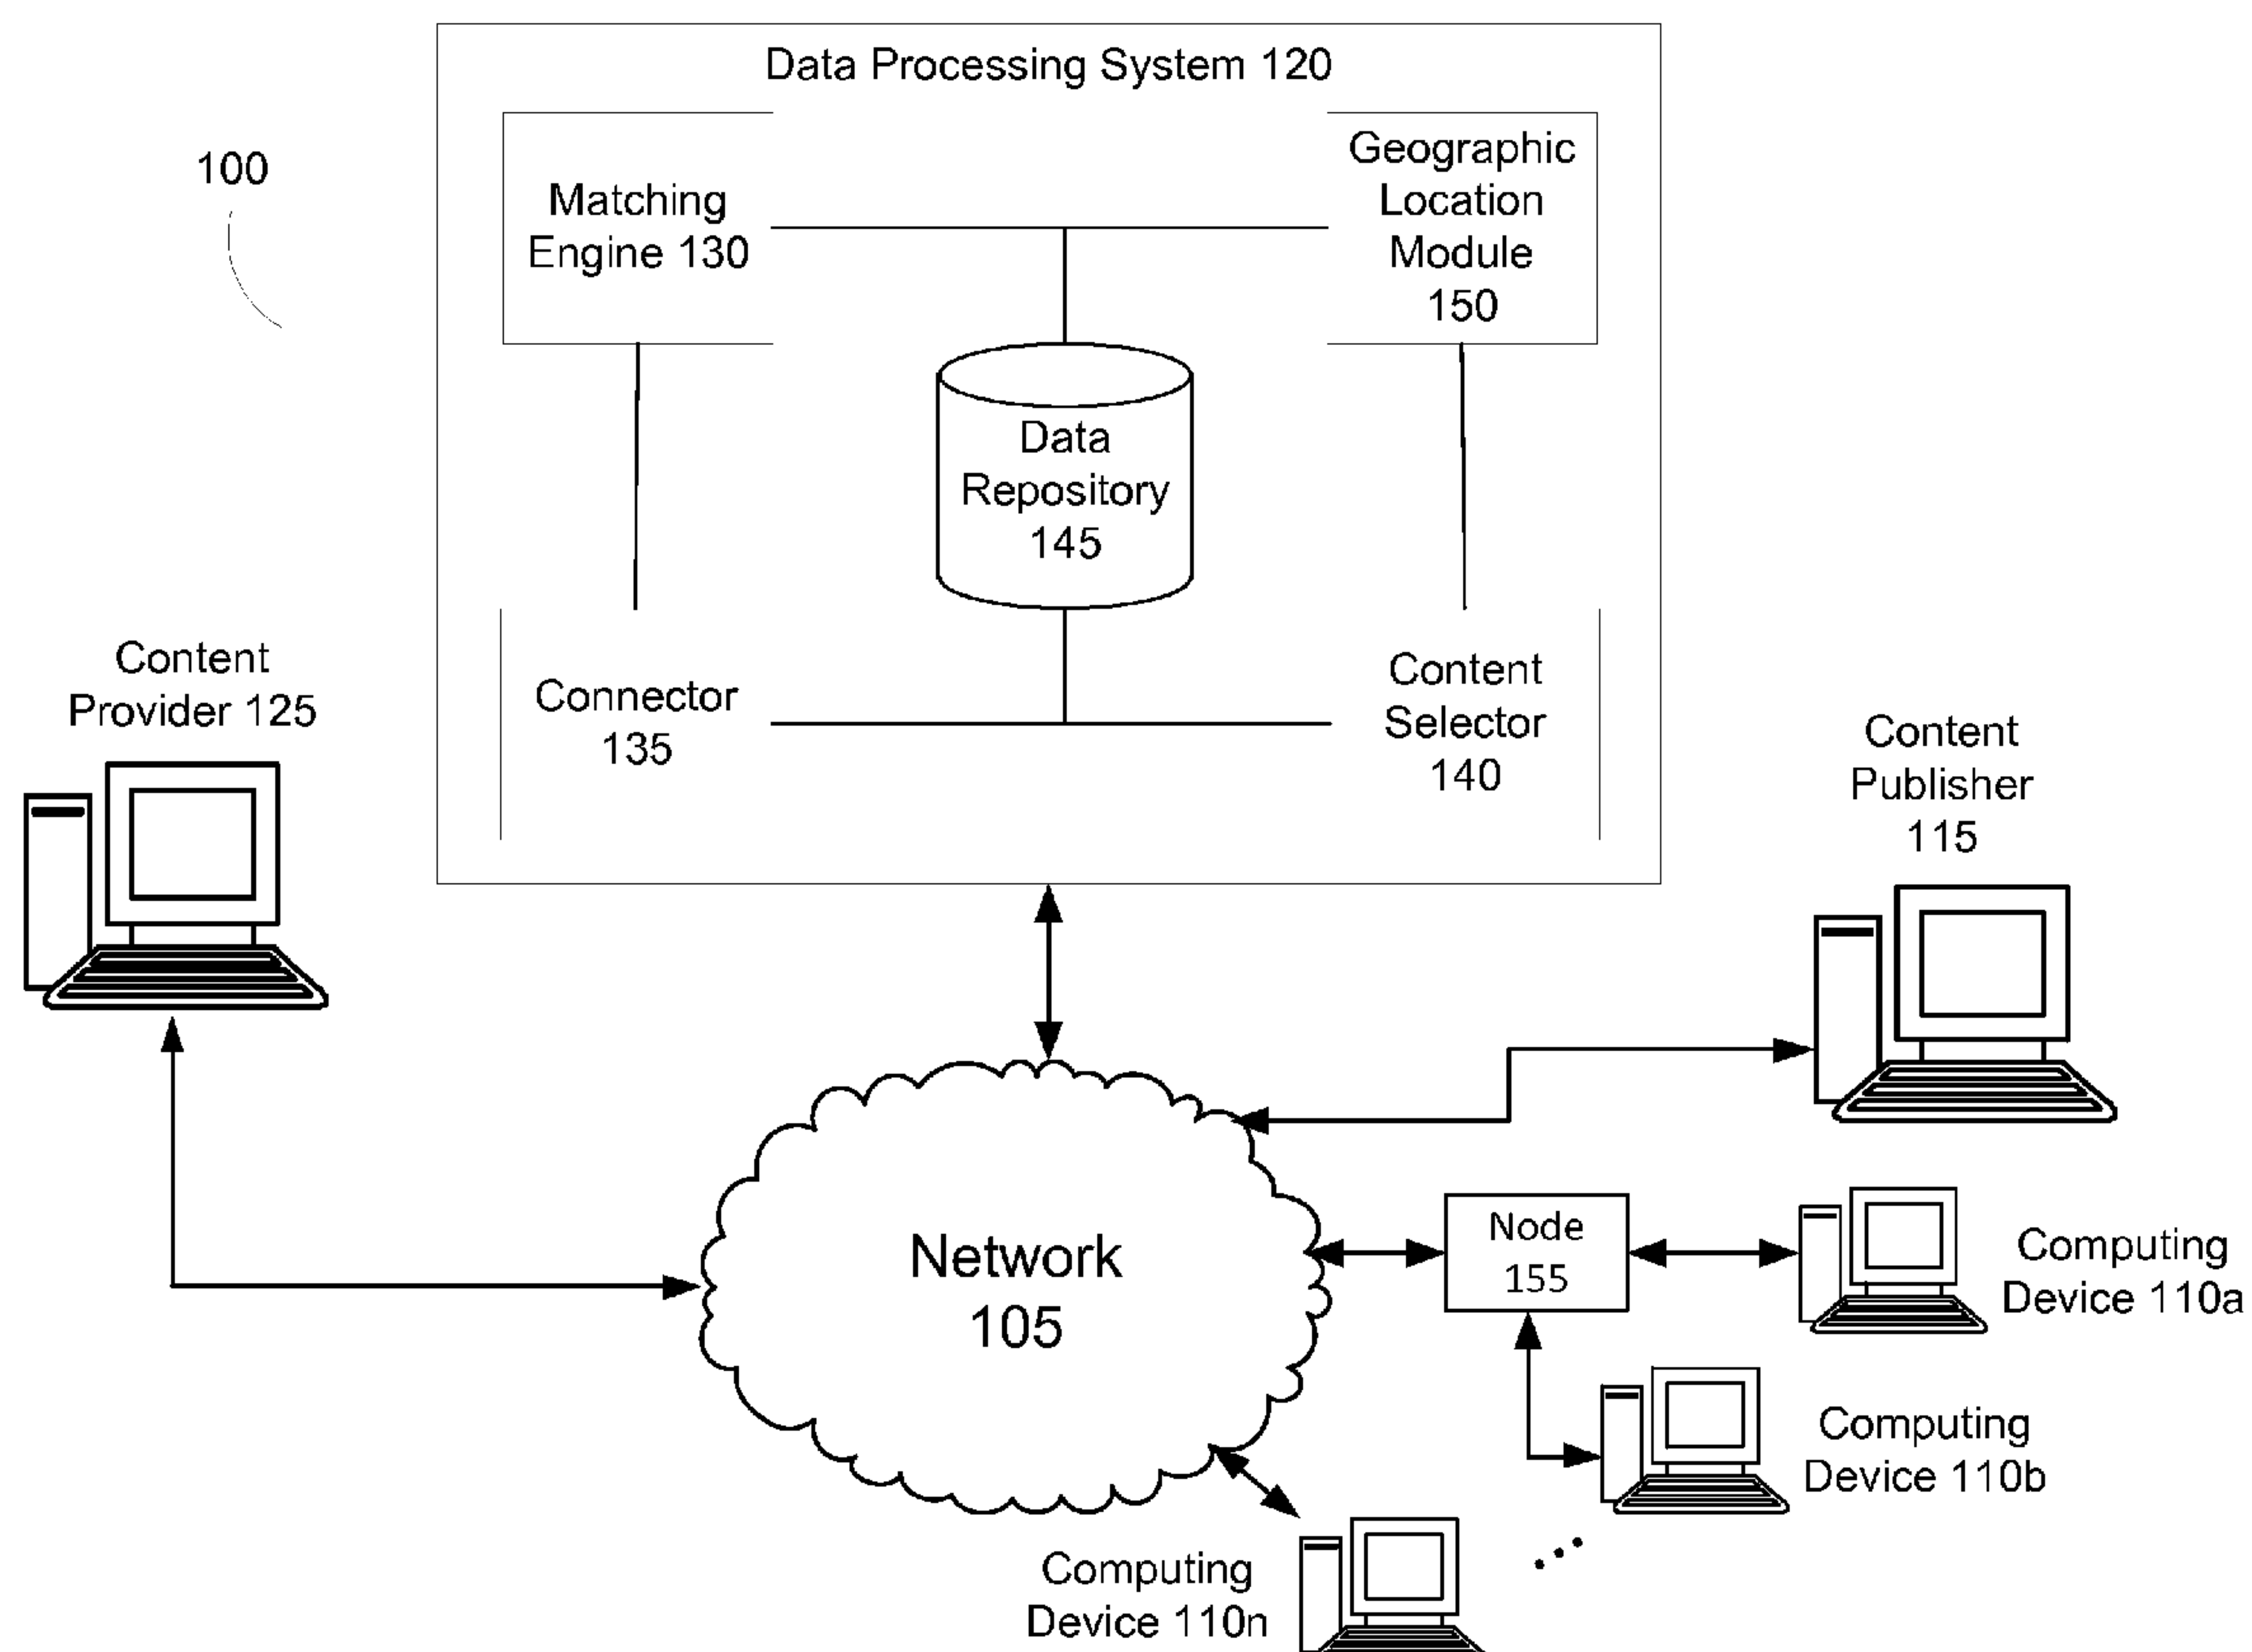 Data Processing System 120
100
Matching
Engine 130
Geographic
Location
Module
150
Data
Repository
145
Connector
135
Content
Selector
140
Content
Provider 125
Content
Publisher
115
Network
105
Node
155
Computing
Device 110a
Computing
Device 110b
Computing
Device 110n